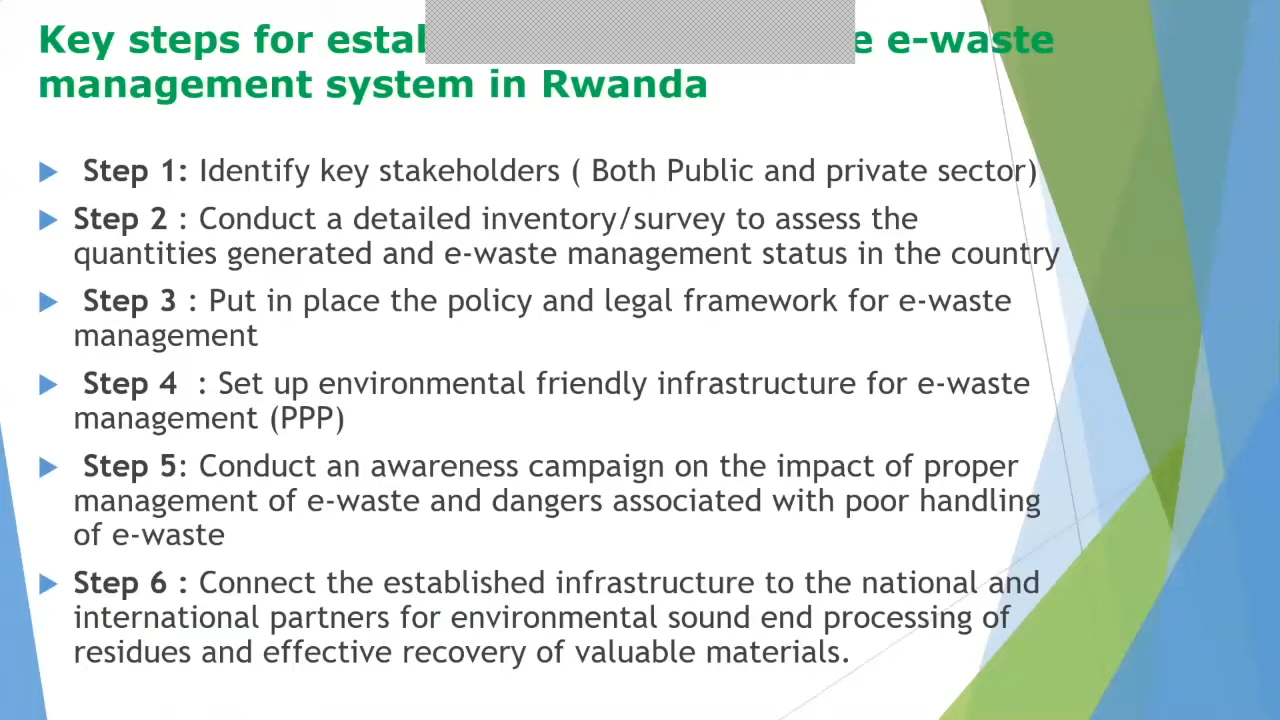 Key steps for estab e e-waste
management system in Rwanda
Step 1: Identify key stakeholders ( Both Public and private sector)
Step 2 : Conduct a detailed inventory/survey to assess the
quantities generated and e-waste management status in the country
Step 3 : Put in place the policy and legal framework for e-waste
management
Step 4 : Set up environmental friendly infrastructure for e-waste
management (PPP)
Step 5: Conduct an awareness campaign on the impact of proper
management of e-waste and dangers associated with poor handling
of e-waste
Step 6 : Connect the established infrastructure to the national and
international partners for environmental sound end processing of
residues and effective recovery of valuable materials.